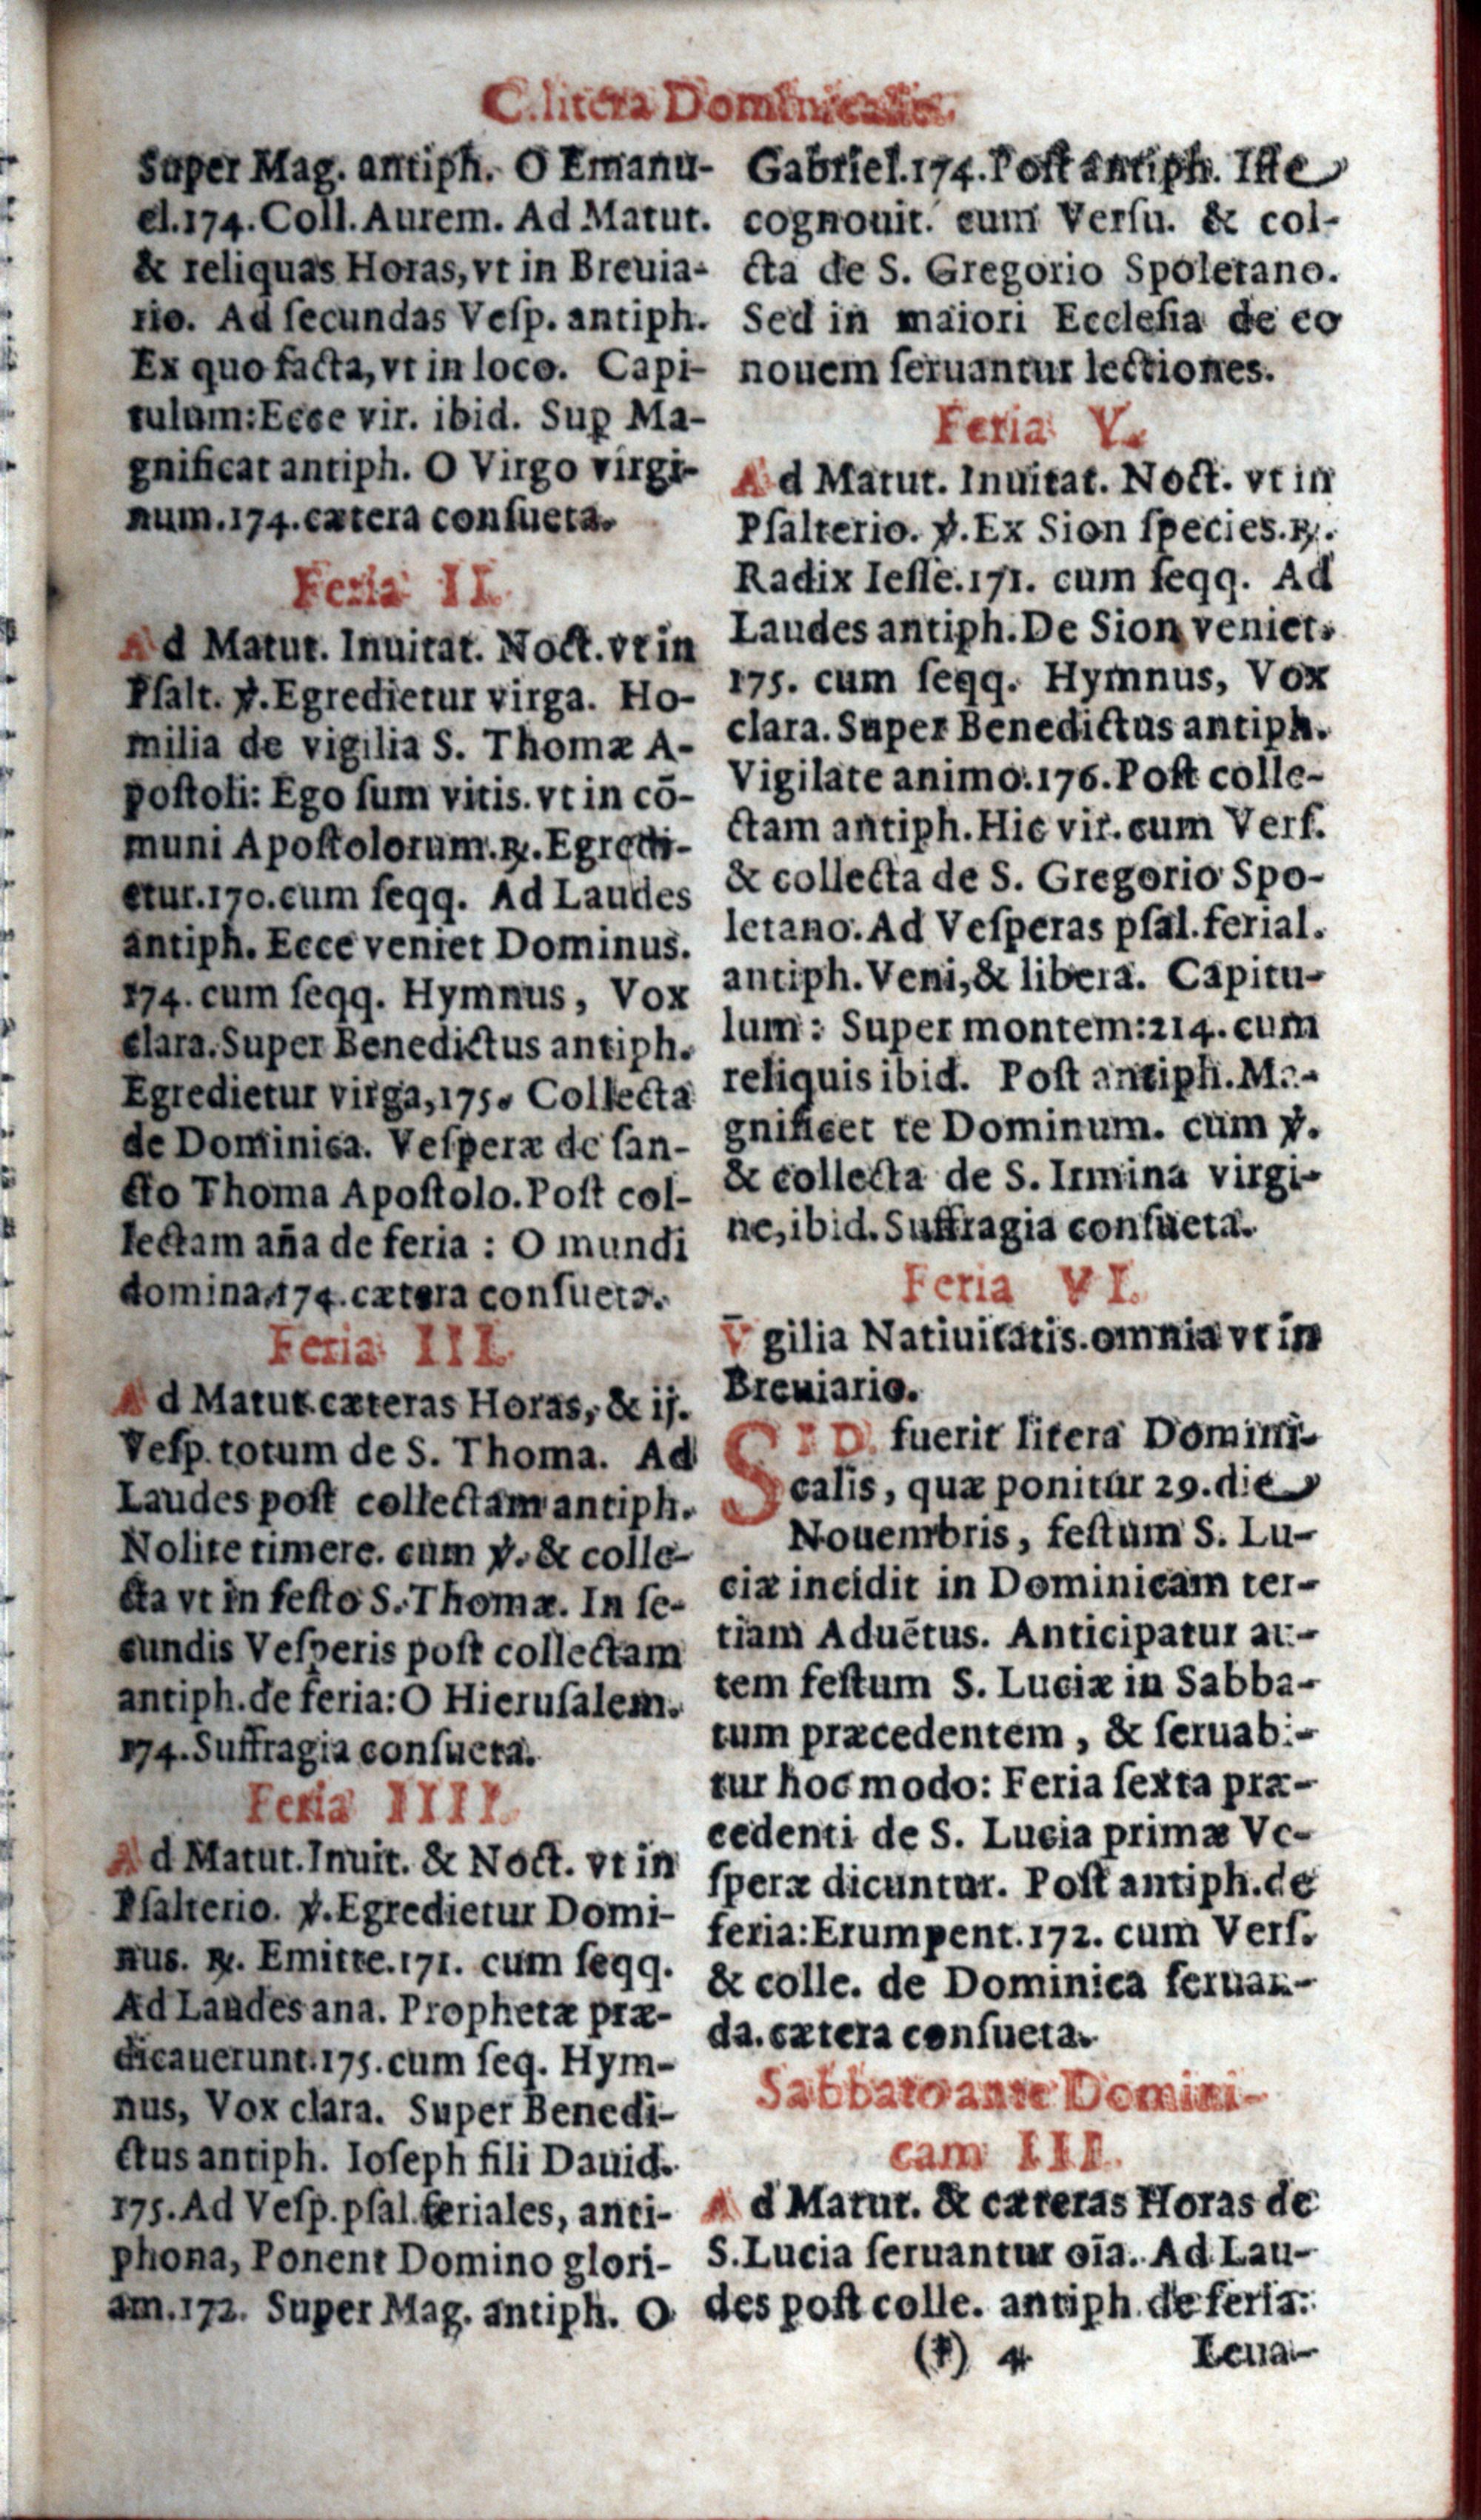 C. litera Dominicalis.
Super Mag. antiph. O Emanu-
el. 174. Coll. Aurem. Ad Matut.
& reliquas Horas, vt in Breuia-
rio. Ad ſecundas Veſp. antiph.
Ex quo facta, vt in loco. Capi-
tulum: Ecce vir. ibid. Suꝑ Ma-
gnificat antiph. O Virgo virgi-
num. 174. cætera conſueta.
Feria II.
Ad Matut. Inuitat. Noct. vt in
Pſalt. ℣. Egredietur virga. Ho-
milia de vigilia S. Thomæ A-
poſtoli: Ego ſum vitis. vt in cō-
muni Apoſtolorum. ℞. Egredi-
etur. 170. cum ſeqq. Ad Laudes
antiph. Ecce veniet Dominus.
174. cum ſeqq. Hymnus, Vox
clara. Super Benedictus antiph.
Egredietur virga, 175. Collecta
de Dominica. Veſperæ de ſan-
cto Thoma Apoſtolo. Poſt col-
lectam aña de feria : O mundi
domina, 174. cætera conſueta.
Feria III.
Ad Matut. cæteras Horas, & ij.
Veſp. totum de S. Thoma. Ad
Laudes poſt collectam antiph.
Nolite timere. cum ℣. & colle-
cta vt in feſto S. Thomæ. In ſe-
cundis Veſperis poſt collectam
antiph. de feria: O Hieruſalem.
174. Suffragia conſueta.
Feria IIII.
Ad Matut. Inuit. & Noct. vt in
Pſalterio. ℣. Egredietur Domi-
nus. ℞. Emitte. 171. cum ſeqq.
Ad Laudes ana. Prophetæ præ-
dicauerunt. 175. cum ſeq. Hym-
nus, Vox clara. Super Benedi-
ctus antiph. Ioſeph fili Dauid.
175. Ad Veſp. pſal. feriales, anti-
phona, Ponent Domino glori-
am. 172. Super Mag. antiph. O
Gabriel. 174. Poſt antiph. Iſte
cognouit. cum Verſu. & col-
cta de S. Gregorio Spoletano.
Sed in maiori Eccleſia de eo
nouem ſeruantur lectiones.
Feria V.
Ad Matut. Inuitat. Noct. vt in
Pſalterio. ℣. Ex Sion ſpecies. ℞.
Radix Ieſſe. 171. cum ſeqq. Ad
Laudes antiph. De Sion veniet.
175. cum ſeqq. Hymnus, Vox
clara. Super Benedictus antiph.
Vigilate animo. 176. Poſt colle-
ctam antiph. Hic vir. cum Verſ.
& collecta de S. Gregorio Spo-
letano. Ad Veſperas pſal. ferial.
antiph. Veni, & libera. Capitu-
lum: Super montem: 214. cum
reliquis ibid. Poſt antiph. Ma-
gnificet te Dominum. cum ℣.
& collecta de S. Irmina virgi-
ne, ibid. Suffragia conſueta.
Feria VI.
V̄gilia Natiuitatis. omnia vt in
Breuiario.
SI D. fuerit litera Domini-
calis, quæ ponitur 29. die
Nouembris, feſtum S. Lu-
ciæ incidit in Dominicam ter-
tiam Aduētus. Anticipatur au-
tem feſtum S. Luciæ in Sabba-
tum præcedentem, & ſeruabi-
tur hoc modo: Feria ſexta præ-
cedenti de S. Lucia primæ Ve-
ſperæ dicuntur. Poſt antiph. de
feria: Erumpent. 172. cum Verſ.
& colle. de Dominica ſeruan-
da. cætera conſueta.
Sabbato ante Domini-
cam III.
Ad Matut. & cæteras Horas de
S. Lucia ſeruantur oīa. Ad Lau-
des poſt colle. antiph. de feria:
(†) 4 Leua-